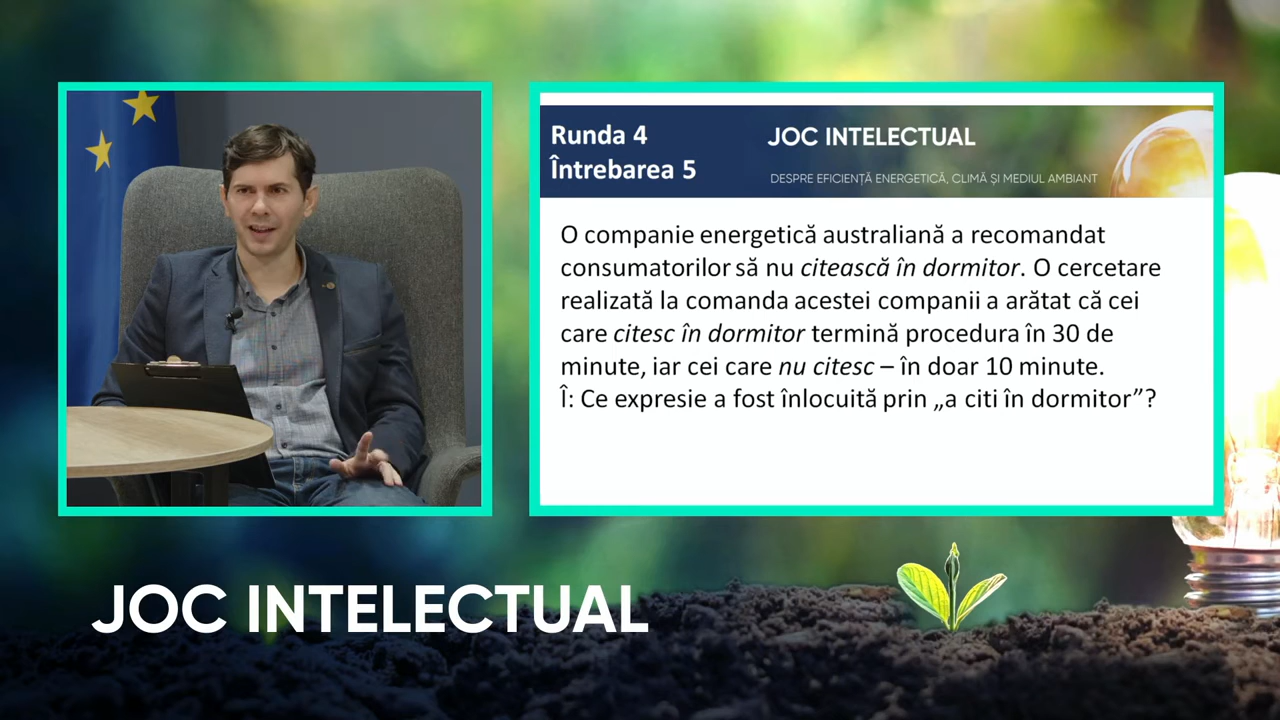 Runda 4
Întrebarea 5
JOC INTELECTUAL
DESPRE EFICIENȚĂ ENERGETICĂ, CLIMĂ ȘI MEDIUL AMBIANT
O companie energetică australiană a recomandat
consumatorilor să nu citească în dormitor. O cercetare
realizată la comanda acestei companii a arătat că cei
care citesc în dormitor termină procedura în 30 de
minute, iar cei care nu citesc – în doar 10 minute.
Î: Ce expresie a fost înlocuită prin „a citi în dormitor”?
JOC INTELECTUAL